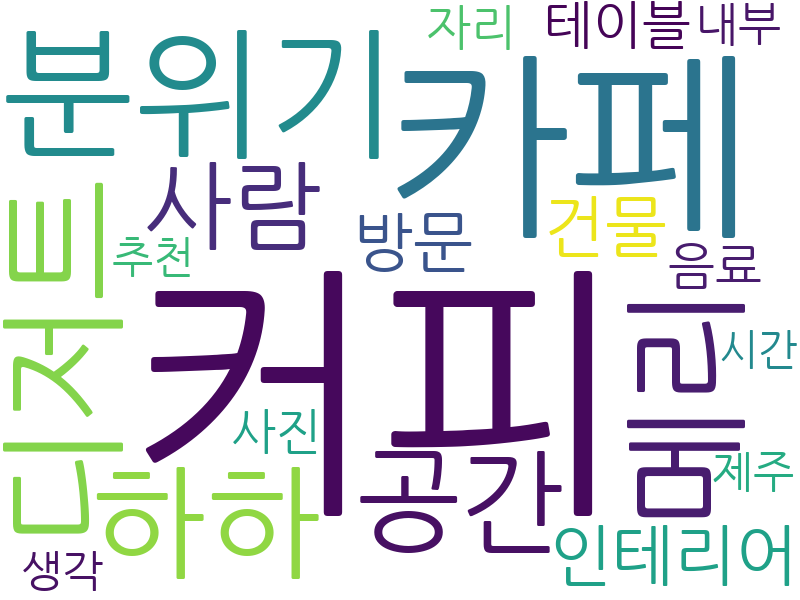 자리
테이블
내부
분위기
카페
사람
방문
건물
추천
음료
디저트
커피
메리
시간
사진
하하
공간
제주
인테리어
생각